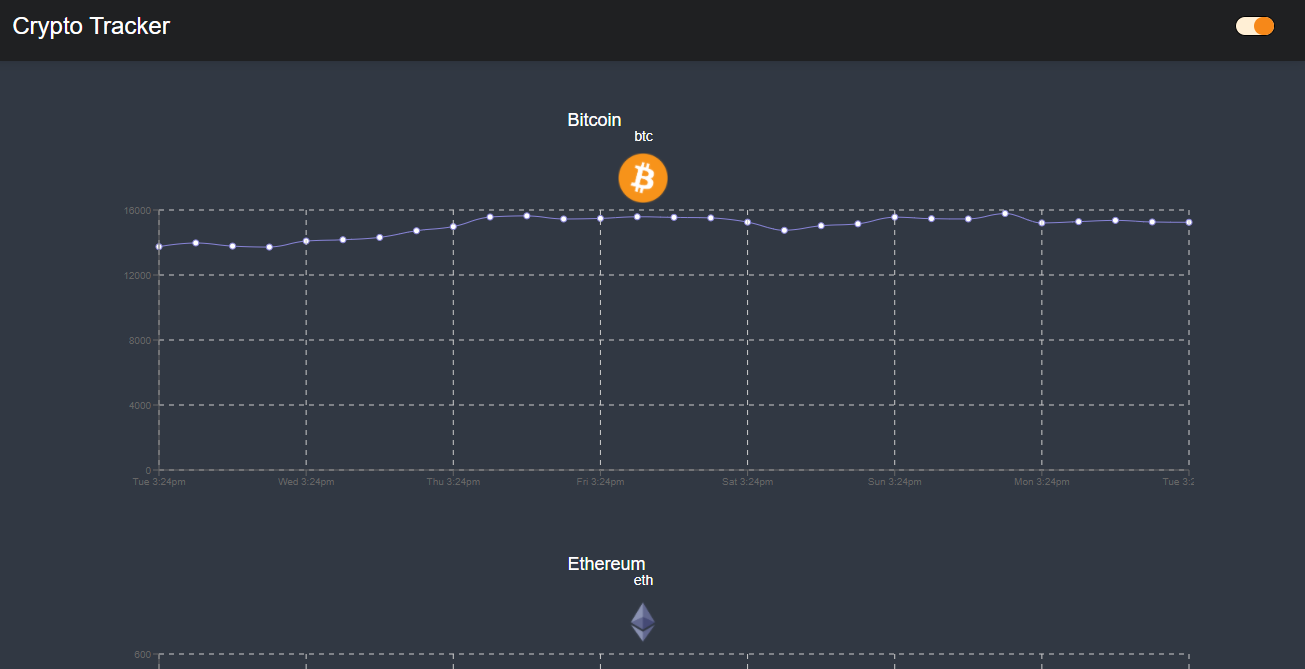 Crypto Tracker
Bitcoin
btc
16000
12000
8000
4000
0
Tue 3:24pm Wed 3:24pm Thu 3:24pm Fri 3:24pm Sat 3:24pm Sun 3:24pm Mon 3:24pm Tue 3:2
Ethereum
eth
600